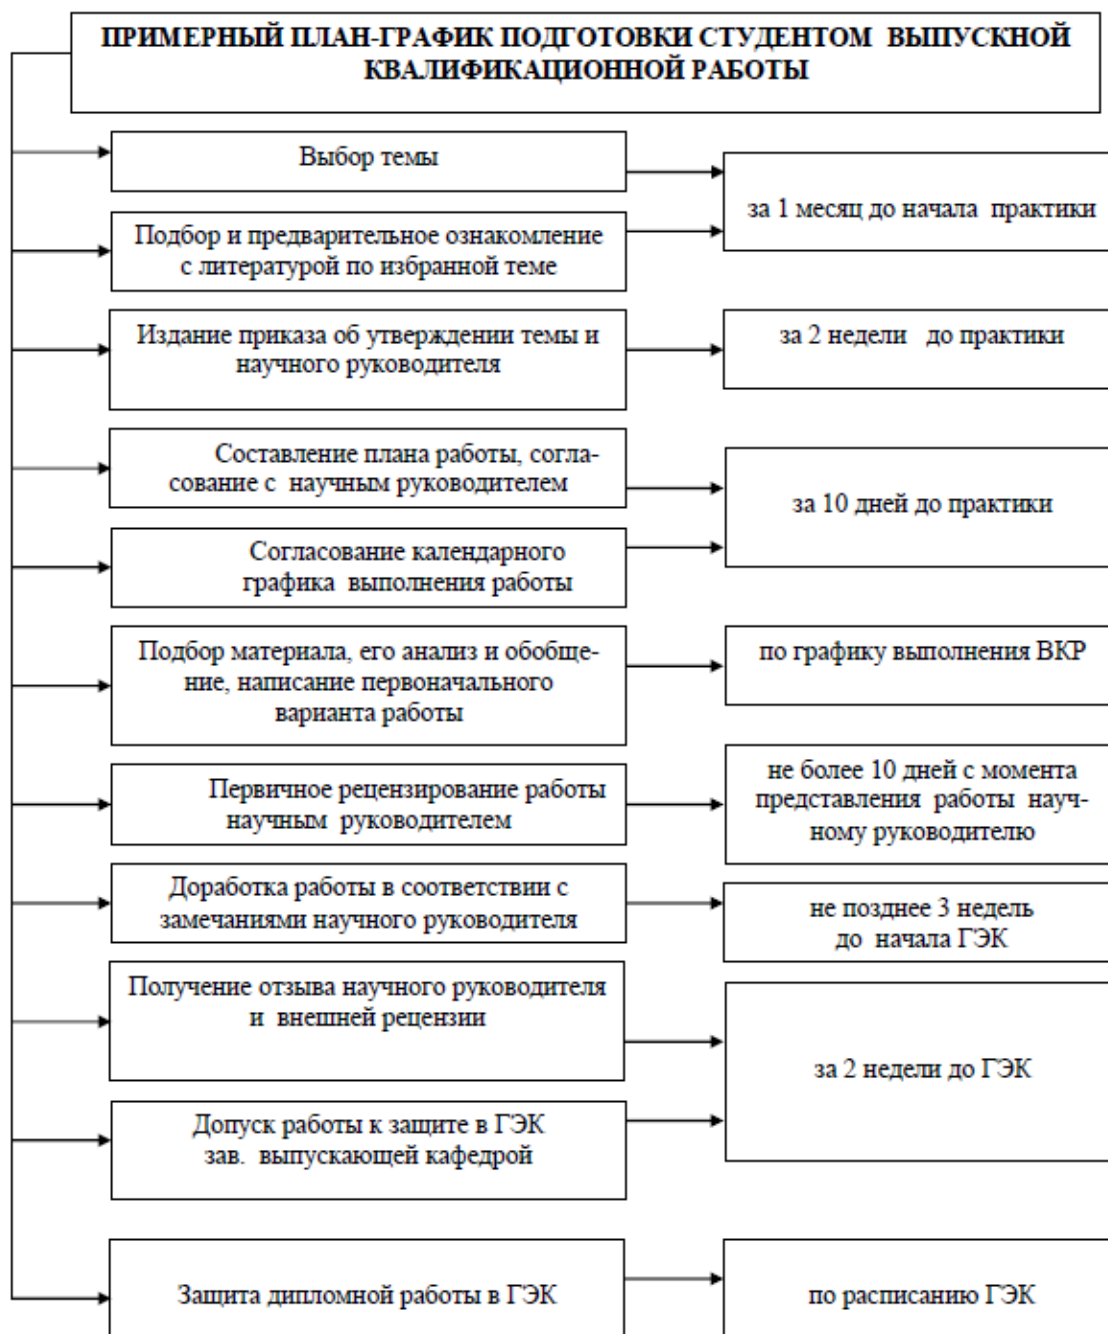 ПРИМЕРНЫЙ ПЛАН-ГРАФИК ПОДГОТОВКИ СТУДЕНТОМ ВЫПУСКНОЙ
КВАЛИФИКАЦИОННОЙ РАБОТЫ
Выбор темы
за 1 месяц до начала практики
Подбор и предварительное ознакомление
с литературой по избранной теме
Издание приказа об утверждении темы и
научного руководителя
за 2 недели до практики
Составление плана работы, согла-
сование с научным руководителем
за 10 дней до практики
Согласование календарного
графика выполнения работы
Подбор материала, его анализ и обобще-
ние, написание первоначального
варианта работы
по графику выполнения ВКР
Первичное рецензирование работы
научным руководителем
не более 10 дней с момента
представления работы науч-
ному руководителю
Доработка работы в соответствии с
замечаниями научного руководителя
не позднее 3 недель
до начала ГЭК
Получение отзыва научного руководителя
и внешней рецензии
за 2 недели до ГЭК
Допуск работы к защите в ГЭК
зав. выпускающей кафедрой
Защита дипломной работы в ГЭК
по расписанию ГЭК